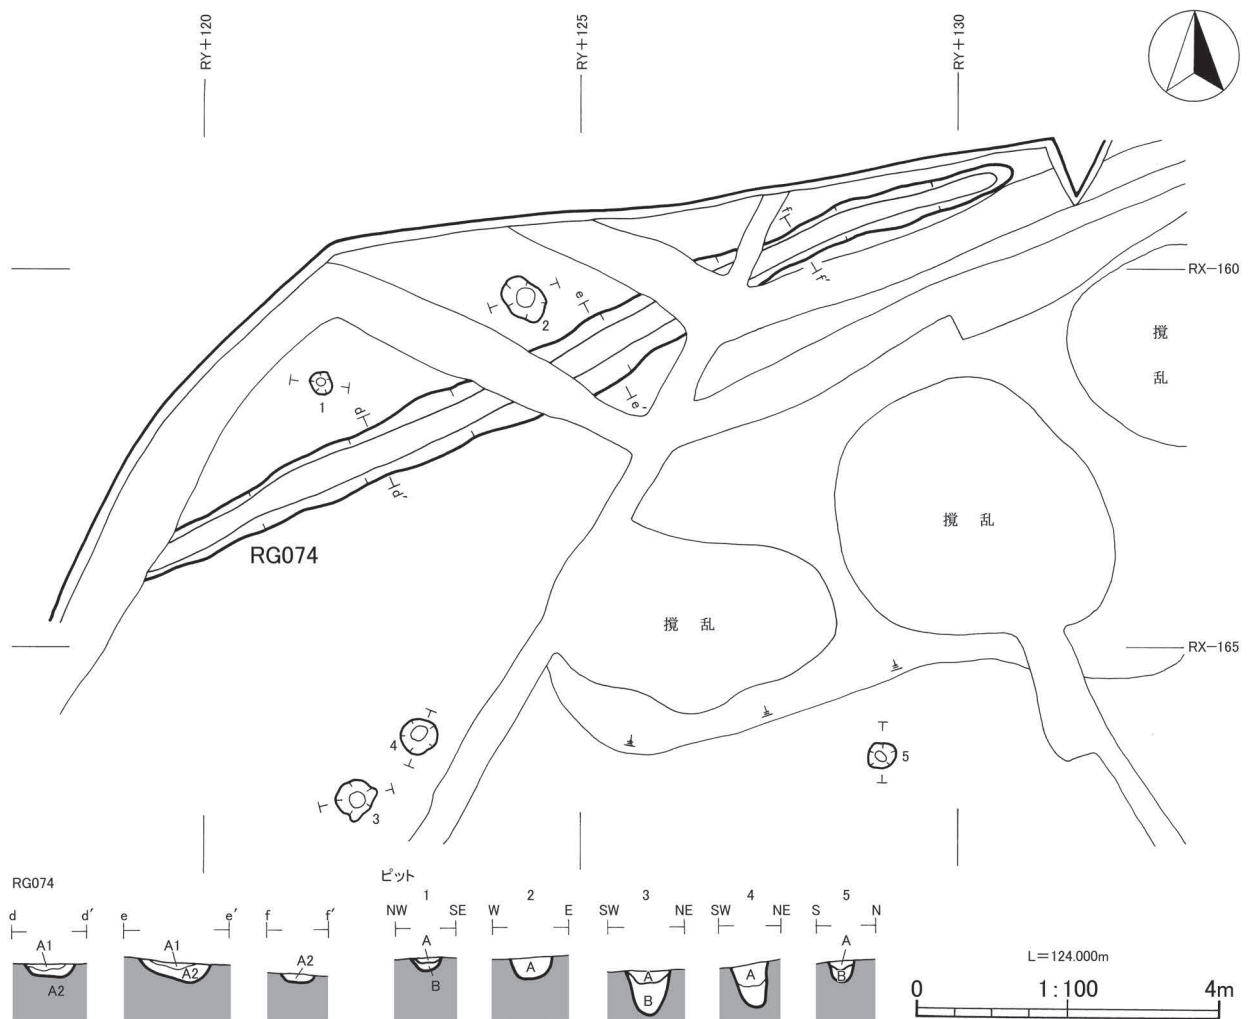 RY+120
RY+125
RY+130
f
f′
RX-160
e
2
撹
乱
1
d
e′
d′
撹 乱
RG074
撹 乱
RX-165
4
5
3
RG074
ピット
d d′ e e′ f f′
1 2 3 4 5
NW SE W E SW NE SW NE S N
A1 A1 A2 A A
A2 A2 B A A B A B
L=124.000m
0 1:100 4m